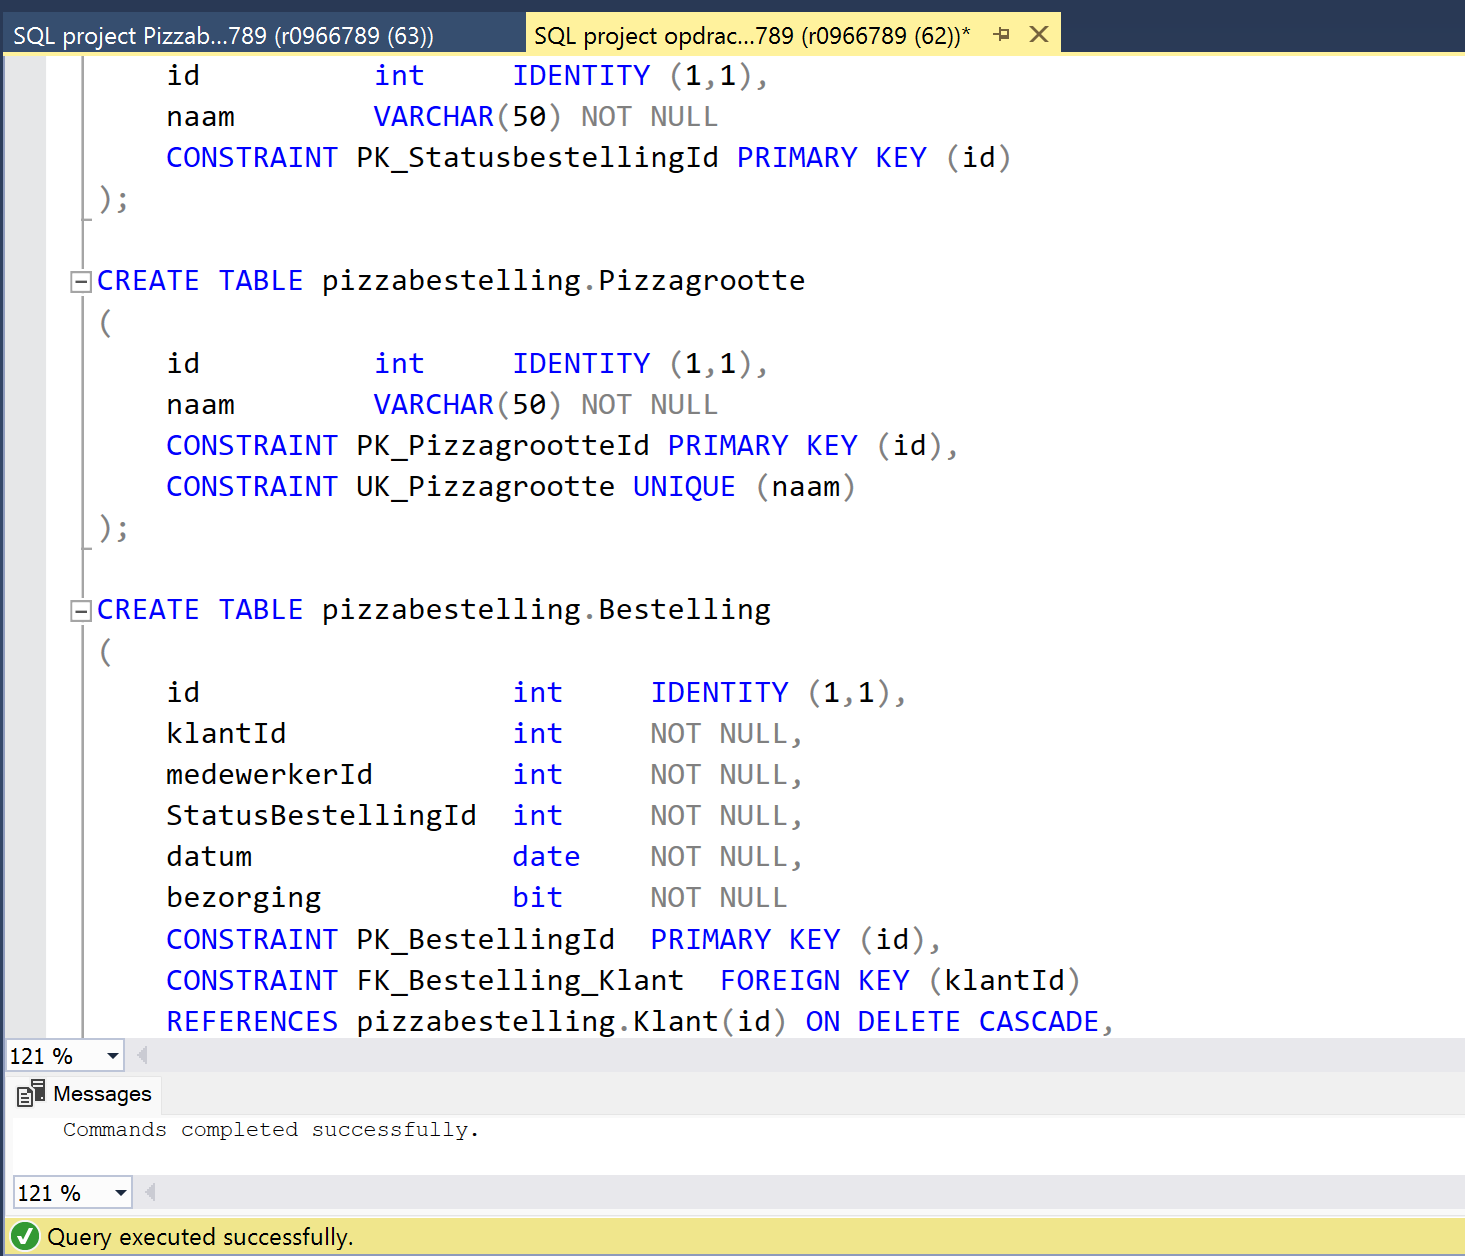 SQL project Pizzab...789 (r0966789 (63))
SQL project opdrac...789 (r0966789 (62))*
id int IDENTITY (1,1),
naam VARCHAR(50) NOT NULL
CONSTRAINT PK_StatusbestellingId PRIMARY KEY (id)
);
CREATE TABLE pizzabestelling.Pizzagrootte
(
id int IDENTITY (1,1),
naam VARCHAR(50) NOT NULL
CONSTRAINT PK_PizzagrootteId PRIMARY KEY (id),
CONSTRAINT UK_Pizzagrootte UNIQUE (naam)
);
CREATE TABLE pizzabestelling.Bestelling
(
id int IDENTITY (1,1),
klantId int NOT NULL,
medewerkerId int NOT NULL,
StatusBestellingId int NOT NULL,
datum date NOT NULL,
bezorging bit NOT NULL
CONSTRAINT PK_BestellingId PRIMARY KEY (id),
CONSTRAINT FK_Bestelling_Klant FOREIGN KEY (klantId)
REFERENCES pizzabestelling.Klant(id) ON DELETE CASCADE,
121 %
Messages
Commands completed successfully.
121 %
Query executed successfully.